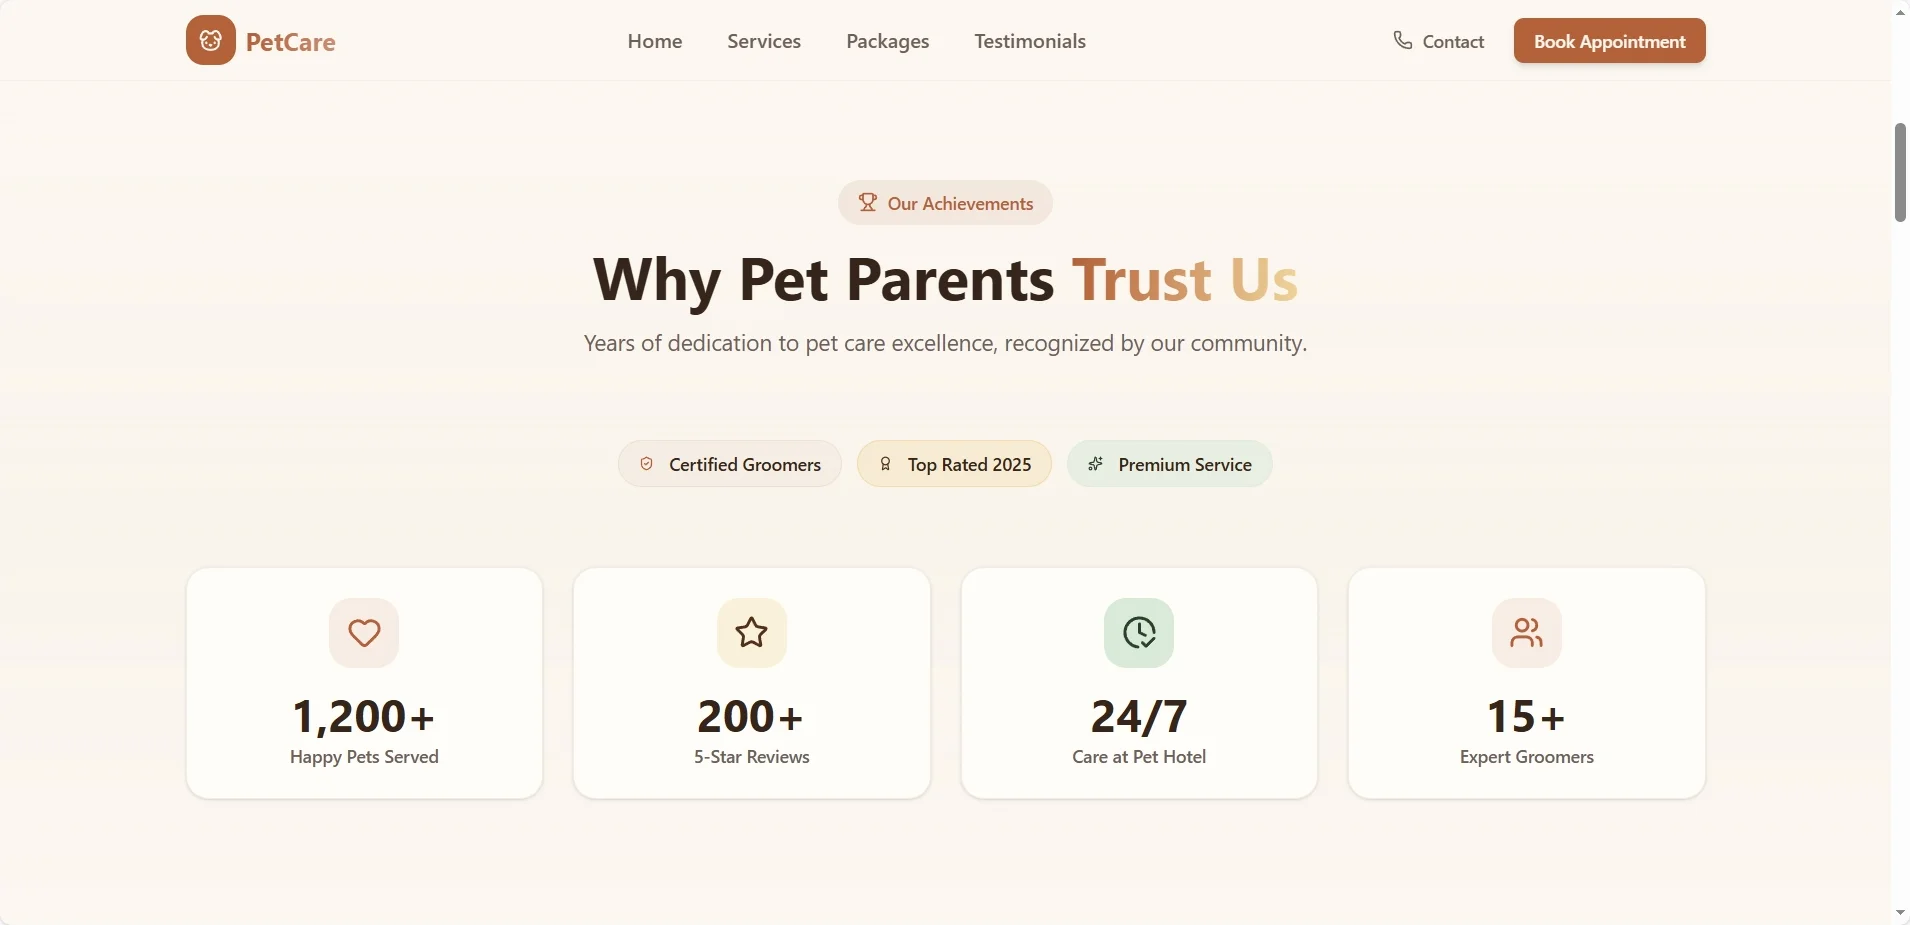 PetCare
Home
Services
Packages
Testimonials
Contact
Book Appointment
Our Achievements
Why Pet Parents Trust Us
Years of dedication to pet care excellence, recognized by our community.
Certified Groomers
Top Rated 2025
Premium Service
1,200+
Happy Pets Served
200+
5-Star Reviews
24/7
Care at Pet Hotel
15+
Expert Groomers